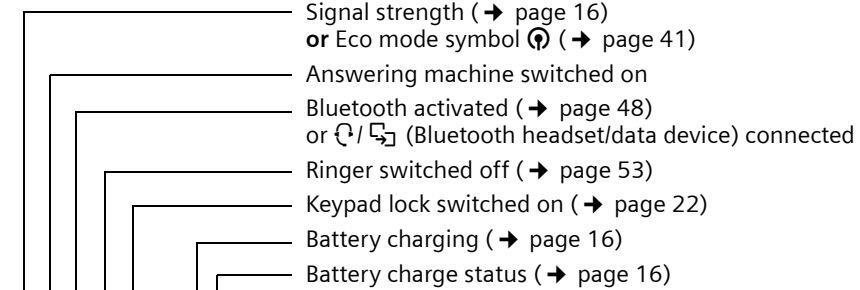 Signal strength (➔ page 16)
or Eco mode symbol (➔ page 41)
Answering machine switched on
Bluetooth activated (➔ page 48)
or / (Bluetooth headset/data device) connected
Ringer switched off (➔ page 53)
Keypad lock switched on (➔ page 22)
Battery charging (➔ page 16)
Battery charge status (➔ page 16)